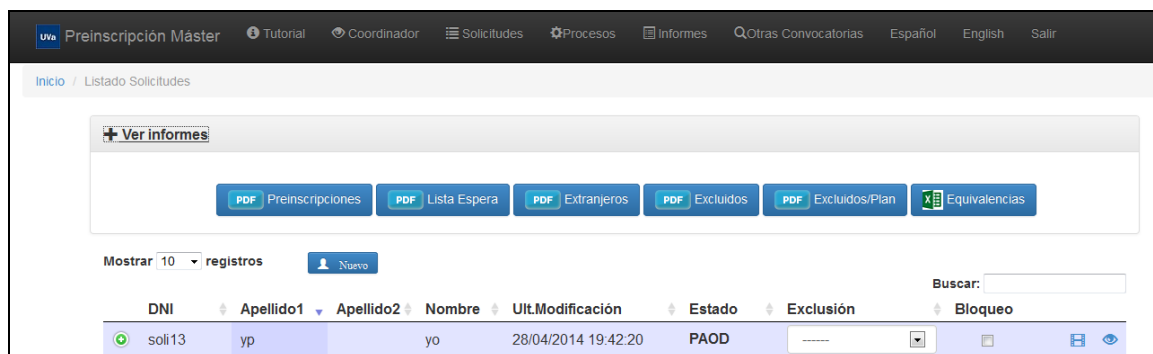 UVa Preinscripción Máster Tutorial Coordinador Solicitudes Procesos Informes Otras Convocatorias Español English Salir
Inicio / Listado Solicitudes
Ver informes
PDF Preinscripciones PDF Lista Espera PDF Extranjeros PDF Excluidos PDF Excluidos/Plan Equivalencias
Mostrar 10 registros Nuevo
Buscar:
DNI Apellido1 Apellido2 Nombre Ult.Modificación Estado Exclusión Bloqueo
soli13 yp yo 28/04/2014 19:42:20 PAOD ------